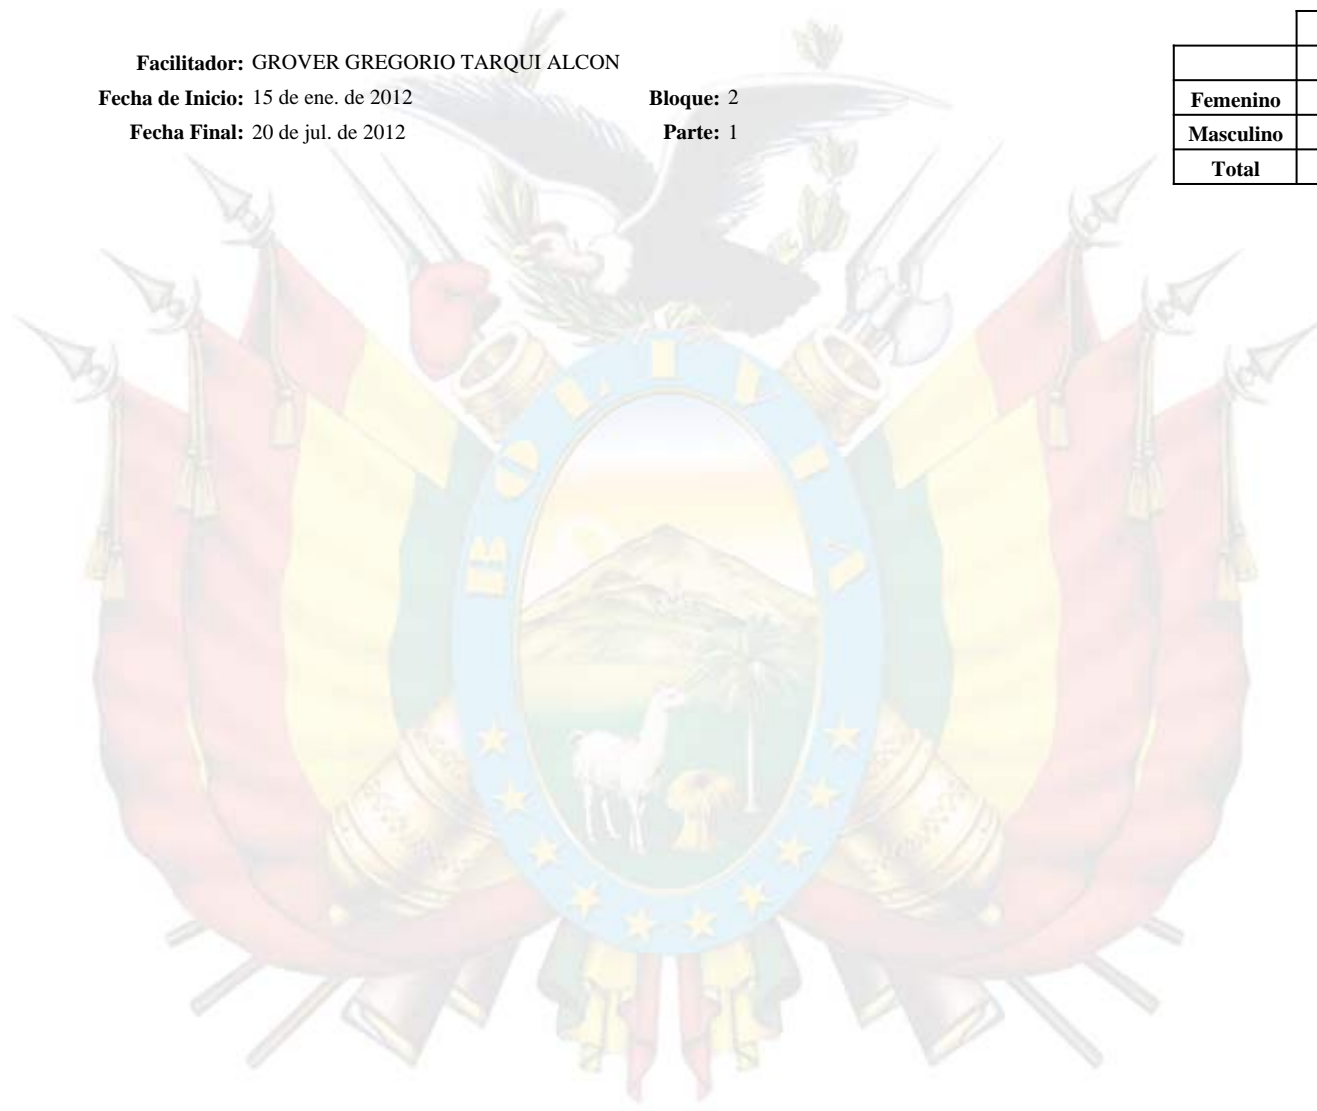 Facilitador: GROVER GREGORIO TARQUI ALCON
Fecha de Inicio: 15 de ene. de 2012 Bloque: 2
Fecha Final: 20 de jul. de 2012 Parte: 1
Femenino
Masculino
Total
BOLIVIA